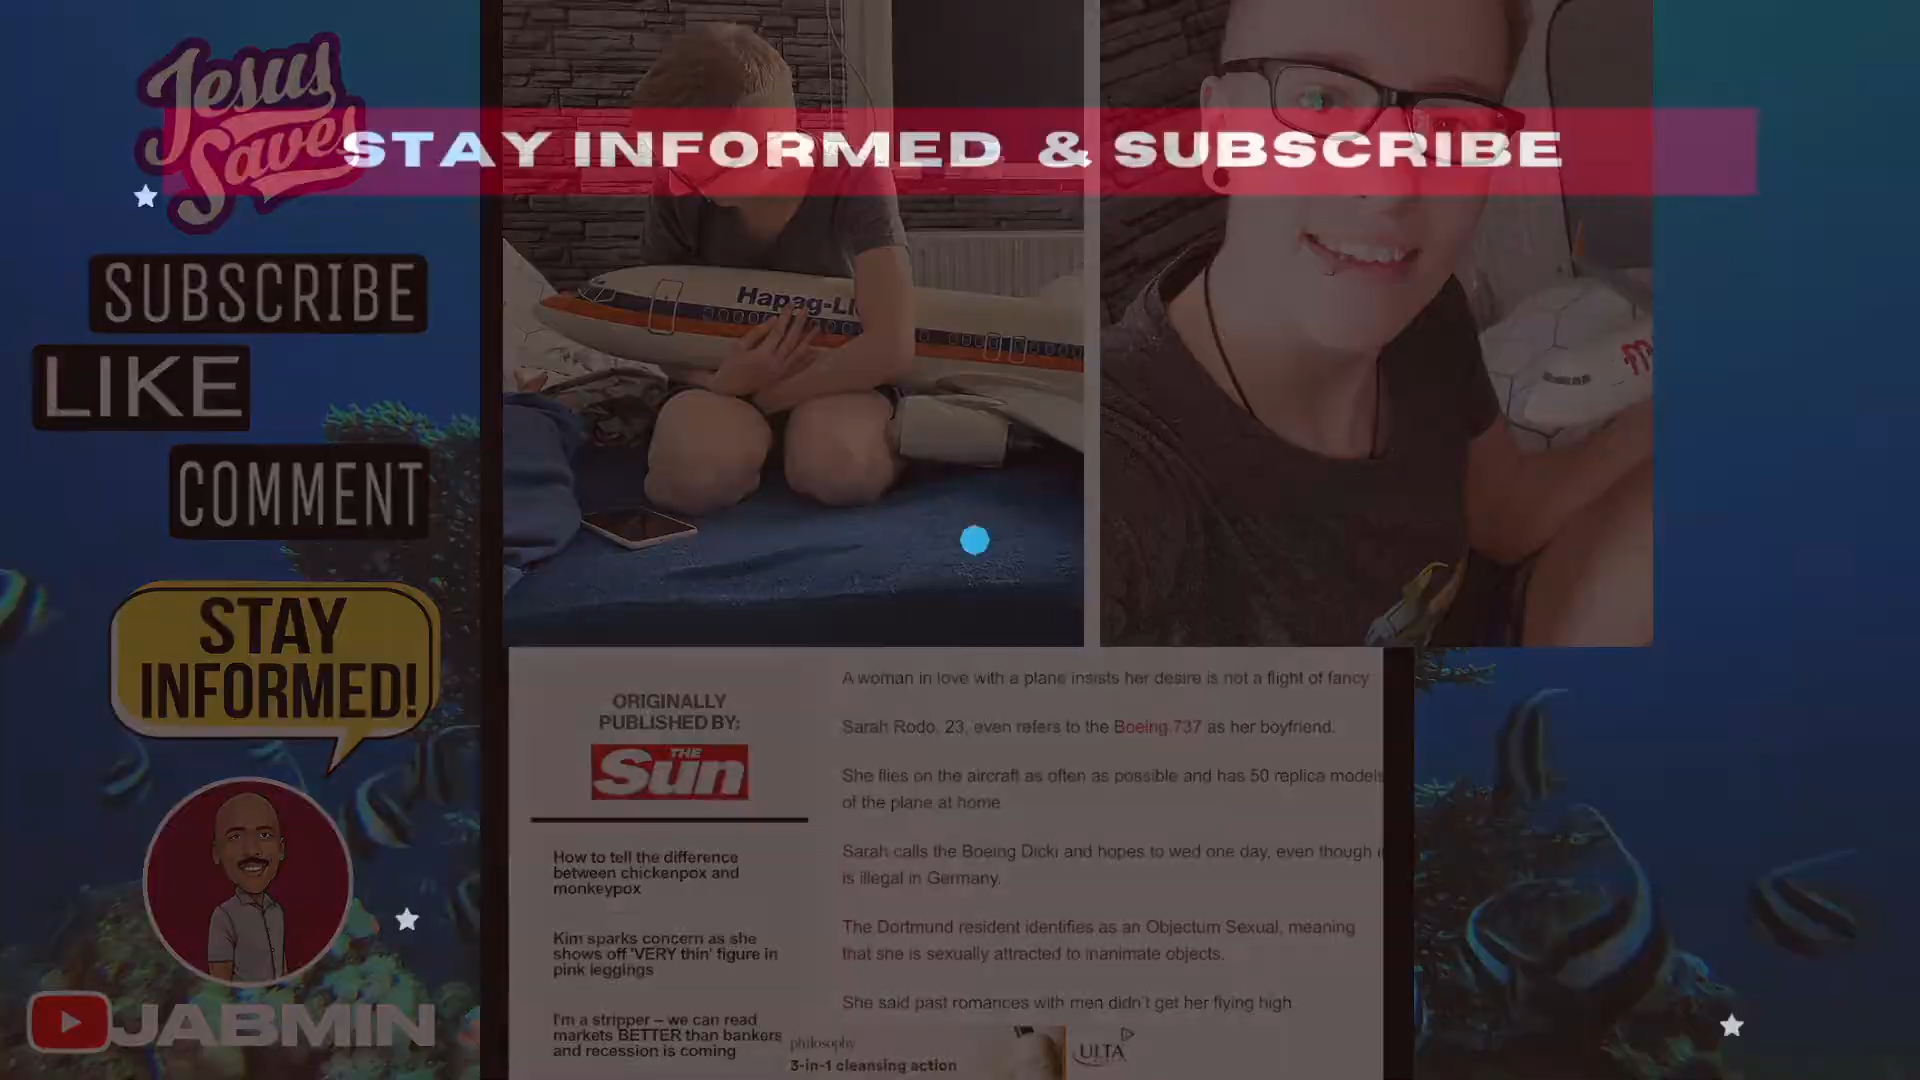 Jesus
Saves
STAY INFORMED & SUBSCRIBE
SUBSCRIBE
LIKE
COMMENT
STAY
INFORMED!
JABMIN
Hapag-Ll
ORIGINALLY
PUBLISHED BY:
THE
Sun
How to tell the difference
between chickenpox and
monkeypox
Kim sparks concern as she
shows off 'VERY thin' figure in
pink leggings
I'm a stripper – we can read
markets BETTER than bankers
and recession is coming
A woman in love with a plane insists her desire is not a flight of fancy
Sarah Rodo, 23, even refers to the Boeing 737 as her boyfriend.
She flies on the aircraft as often as possible and has 50 replica models
of the plane at home.
Sarah calls the Boeing Dicki and hopes to wed one day, even though i
is illegal in Germany.
The Dortmund resident identifies as an Objectum Sexual, meaning
that she is sexually attracted to inanimate objects.
She said past romances with men didn't get her flying high
philosophy
3-in-1 cleansing action
ULTA